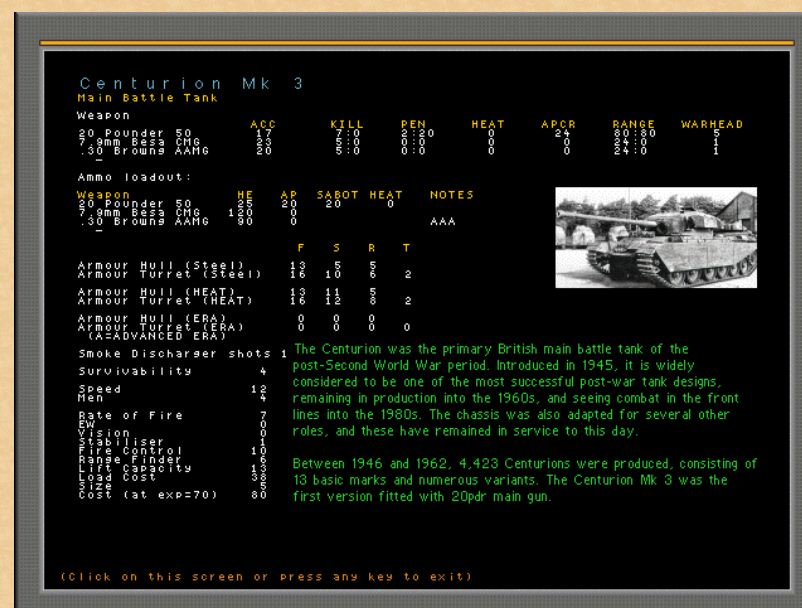 Centurion Mk 3
Main Battle Tank
Weapon ACC KILL PEN HEAT APCR RANGE WARHEAD
20 Pounder 50 17 7:0 2:20 0 24 80:80 5
7.9mm Besa CMG 23 5:0 0:0 0 0 24:0 1
.30 Browng AAMG 20 5:0 0:0 0 0 24:0 1
Ammo loadout:
Weapon HE AP SABOT HEAT NOTES
20 Pounder 50 25 20 20 0
7.9mm Besa CMG 120 0
.30 Browng AAMG 90 0 AAA
F S R T
Armour Hull (Steel) 13 5 5
Armour Turret (Steel) 16 10 6 2
Armour Hull (HEAT) 13 11 5
Armour Turret (HEAT) 16 12 8 2
Armour Hull (ERA) 0 0 0
Armour Turret (ERA) 0 0 0 0
(A=ADVANCED ERA)
Smoke Discharger shots 1
Survivability 4
Speed 12
Men 4
Rate of Fire 7
EW 0
Vision 0
Stabiliser 1
Fire Control 10
Range Finder 6
Lift Capacity 13
Load Cost 38
Size 5
Cost (at exp=70) 80
The Centurion was the primary British main battle tank of the
post-Second World War period. Introduced in 1945, it is widely
considered to be one of the most successful post-war tank designs,
remaining in production into the 1960s, and seeing combat in the front
lines into the 1980s. The chassis was also adapted for several other
roles, and these have remained in service to this day.
Between 1946 and 1962, 4,423 Centurions were produced, consisting of
13 basic marks and numerous variants. The Centurion Mk 3 was the
first version fitted with 20pdr main gun.
(Click on this screen or press any key to exit)